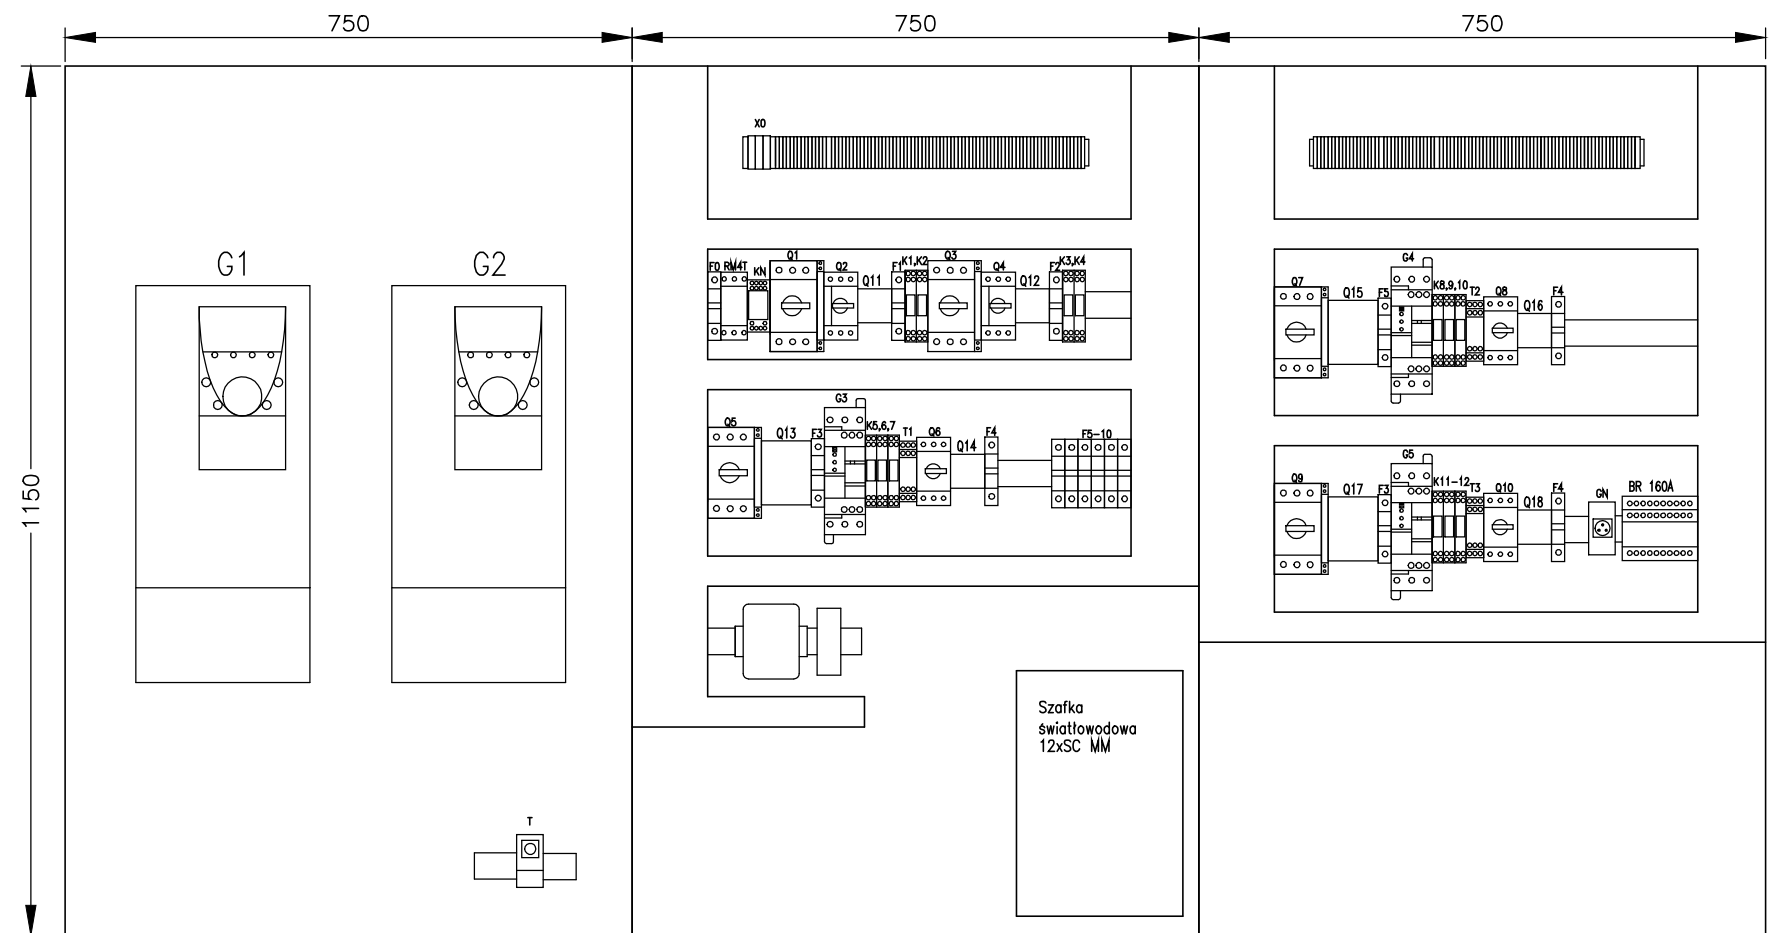 750
750
750
1150
X0
G1
G2
F0
RM4T
KN
Q1
Q2
Q11
F1
K1,K2
Q3
Q4
Q12
F2
K3,K4
Q7
Q15
F5
G4
K8,9,10
T2
Q8
Q16
F4
Q5
Q13
F3
G3
K5,6,7
T1
Q6
Q14
F4
F5-10
Q9
Q17
F3
G5
K11-12
T3
Q10
Q18
F4
GN
BR 160A
Szafka
światłowodowa
12xSC MM
T